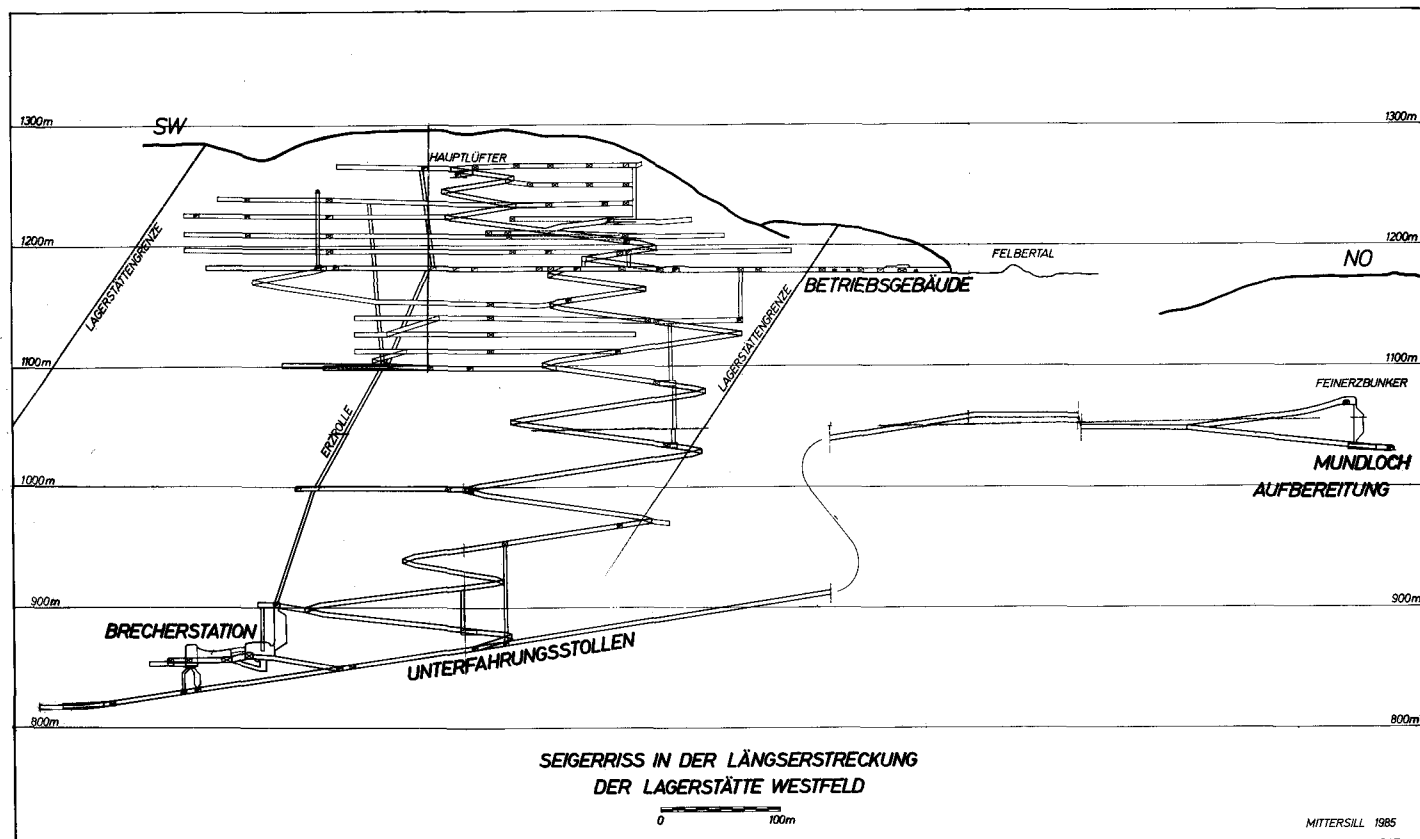 1300m
SW
1300m
HAUPTLÜFTER
LAGERSTÄTTENGRENZE
1200m
1200m
FELBERTAL
NO
BETRIEBSGEBÄUDE
LAGERSTÄTTENGRENZE
1100m
1100m
FEINERZBUNKER
ERZROLLE
MUNDLOCH
AUFBEREITUNG
1000m
1000m
900m
900m
BRECHERSTATION
UNTERFAHRUNGSSTOLLEN
800m
800m
SEIGERRISS IN DER LÄNGSERSTRECKUNG
DER LAGERSTÄTTE WESTFELD
0 100m
MITTERSILL 1985